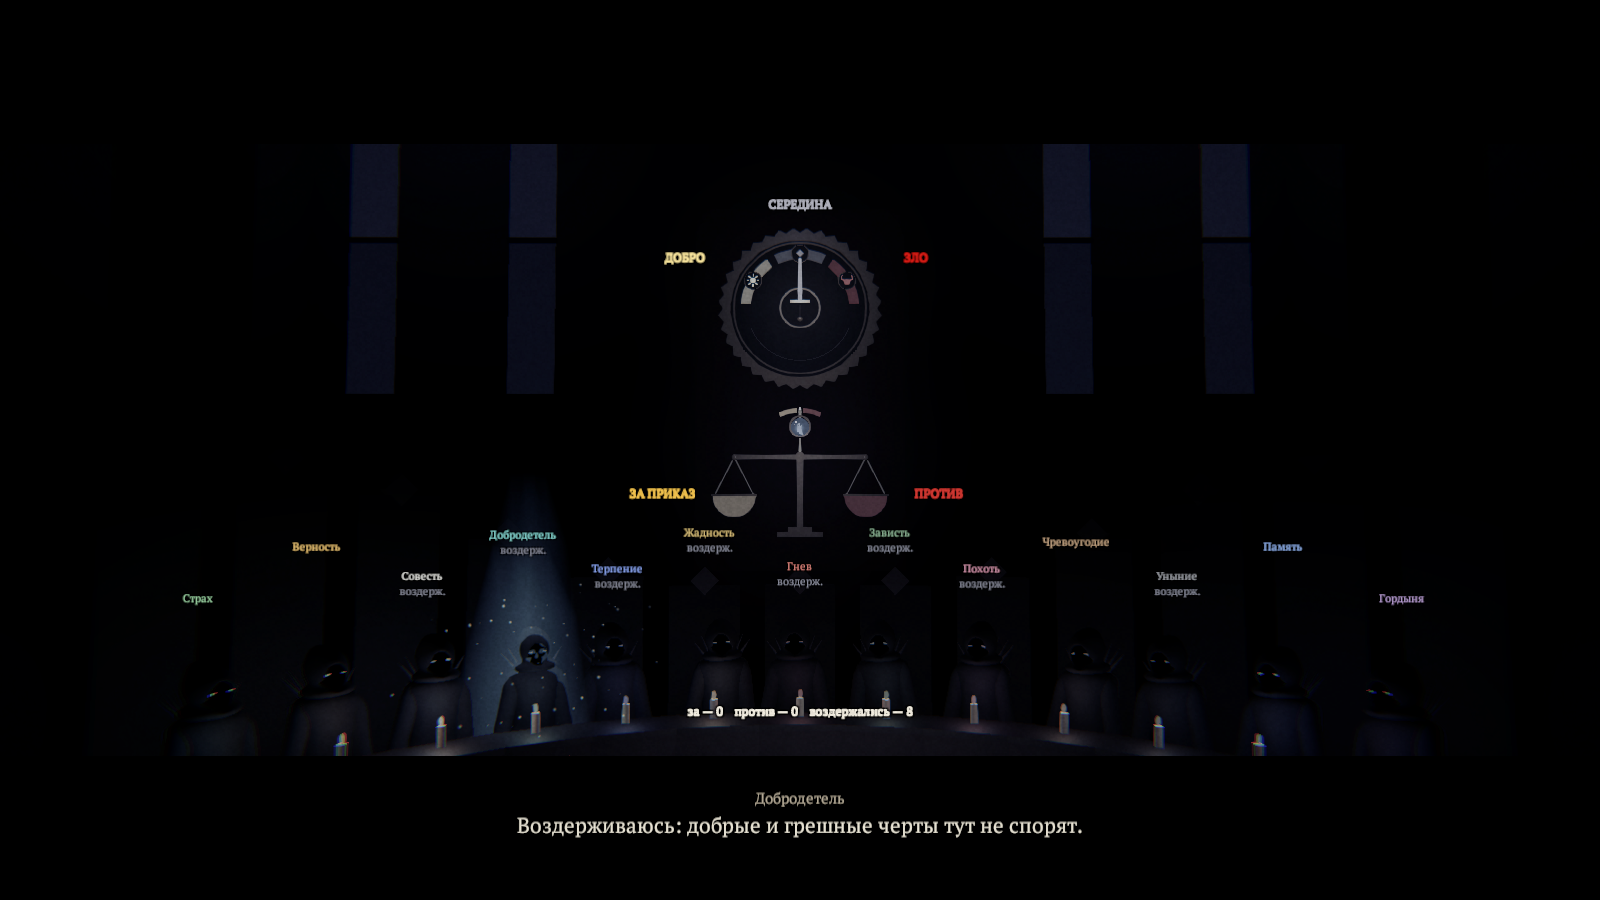 СЕРЕДИНА
ДОБРО
ЗЛО
ЗА ПРИКАЗ
ПРОТИВ
Страх
Верность
Совесть
воздерж.
Добродетель
воздерж.
Терпение
воздерж.
Жадность
воздерж.
Гнев
воздерж.
Зависть
воздерж.
Похоть
воздерж.
Чревоугодие
Уныние
воздерж.
Память
Гордыня
за — 0 против — 0 воздержались — 8
Добродетель
Воздерживаюсь: добрые и грешные черты тут не спорят.